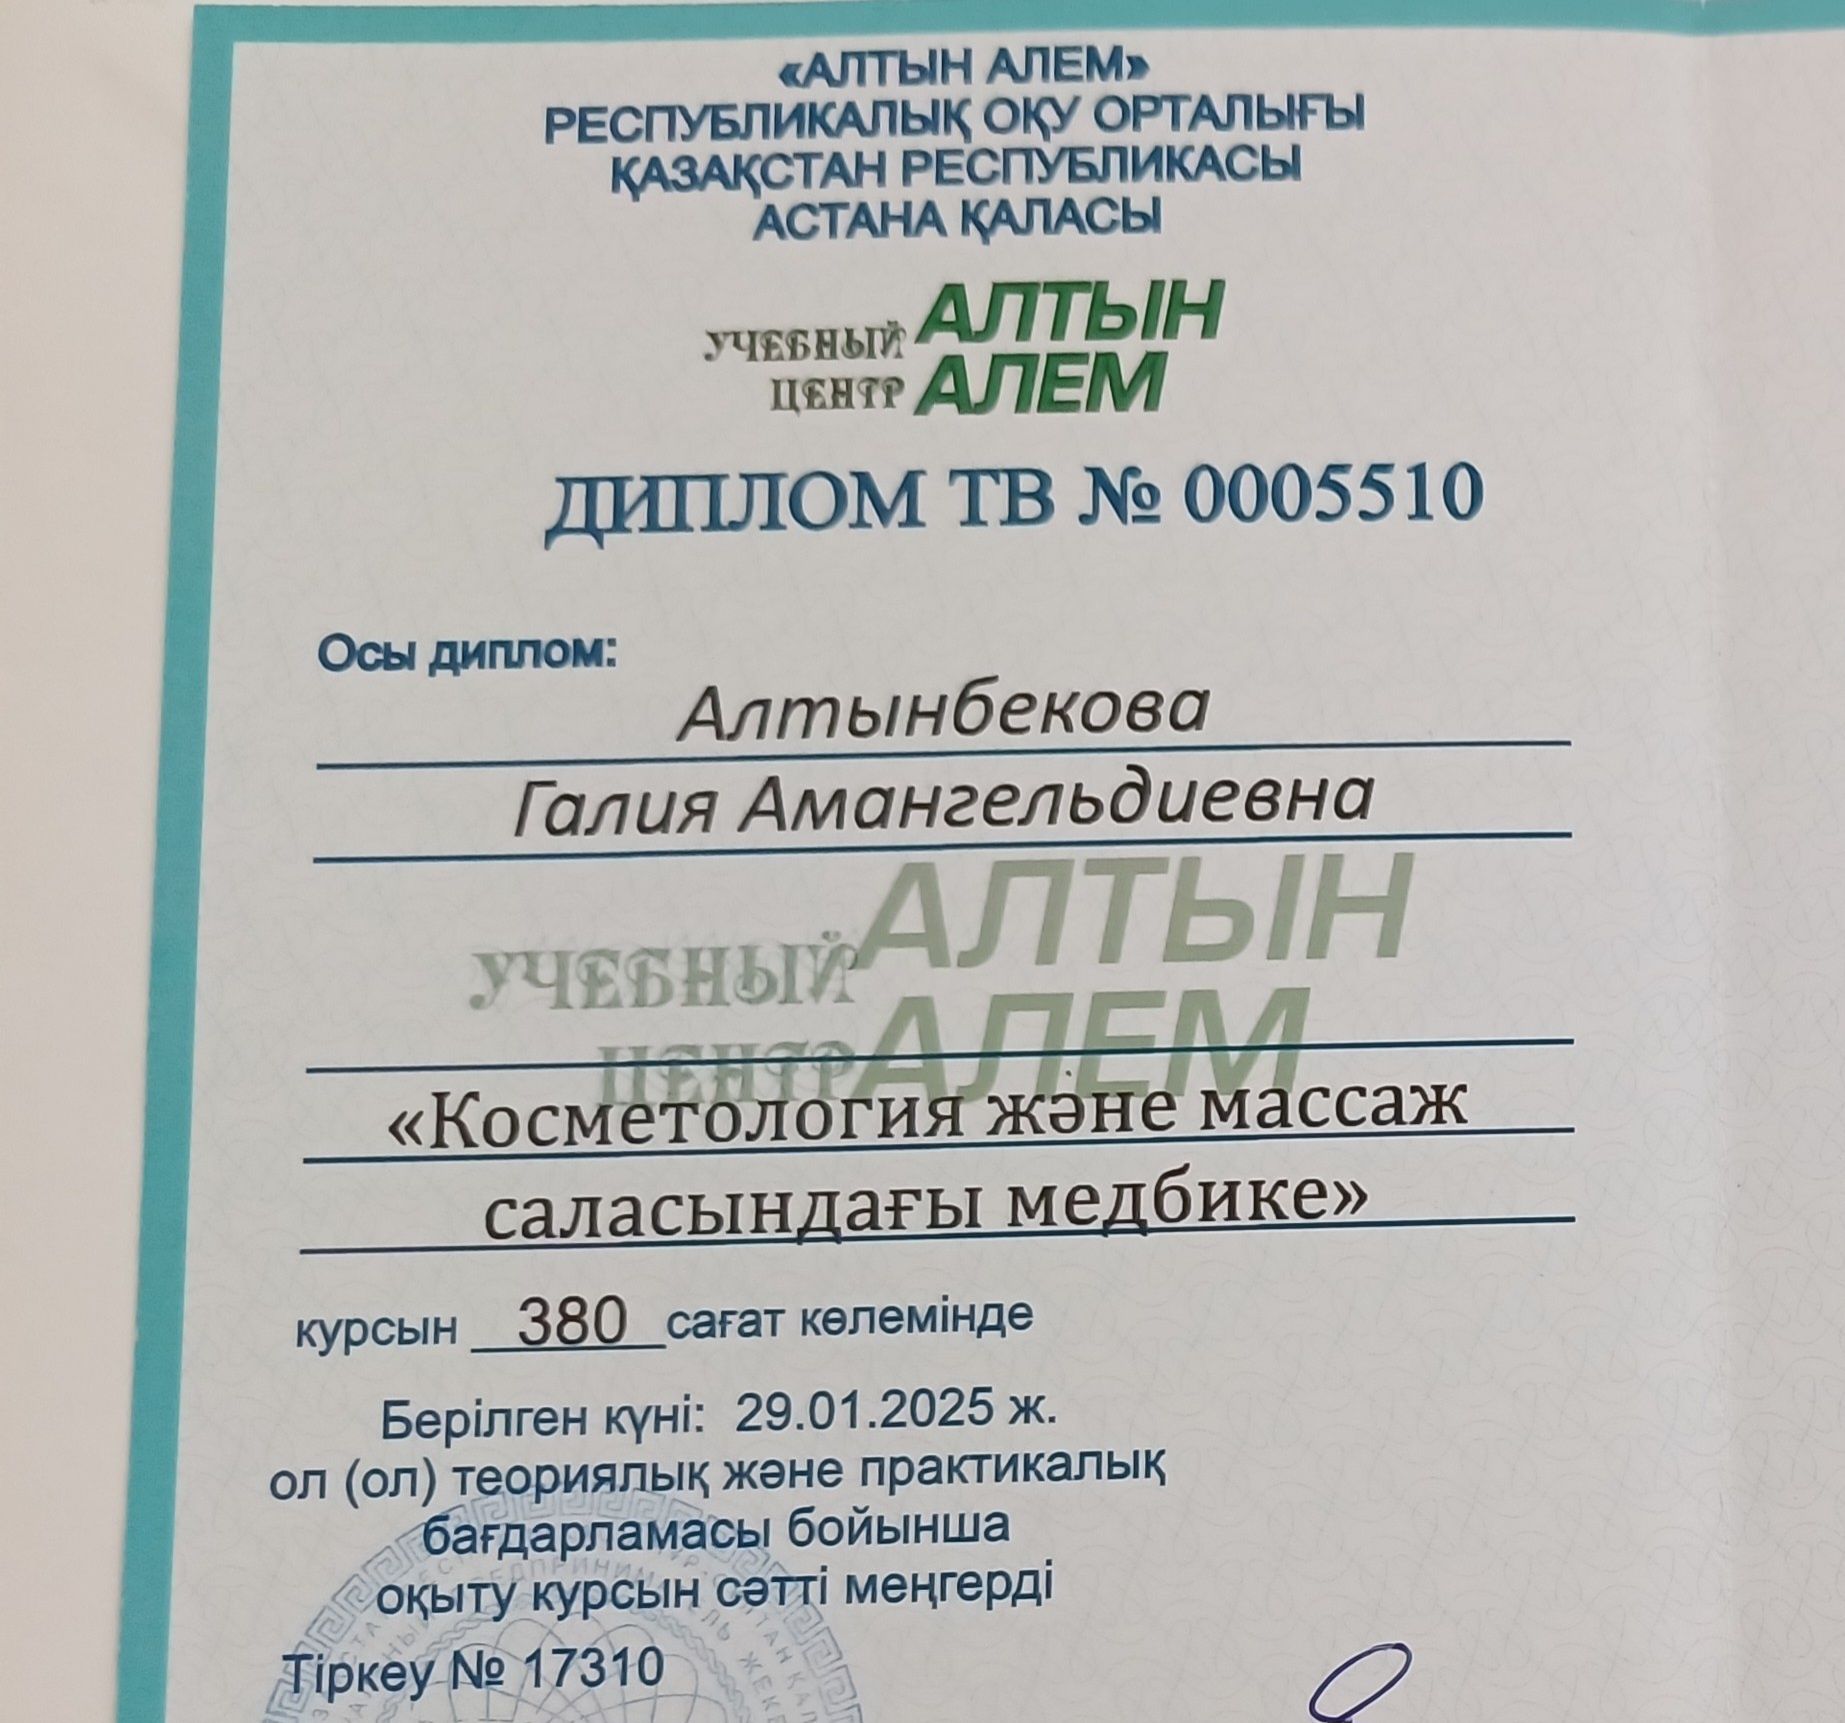 «АЛТЫН АЛЕМ»
РЕСПУБЛИКАЛЫҚ ОҚУ ОРТАЛЫҒЫ
ҚАЗАҚСТАН РЕСПУБЛИКАСЫ
АСТАНА ҚАЛАСЫ
УЧЕБНЫЙ АЛТЫН
ЦЕНТР АЛЕМ
ДИПЛОМ ТВ № 0005510
Осы диплом:
Алтынбекова
Галия Амангельдиевна
УЧЕБНЫЙ АЛТЫН
ЦЕНТР АЛЕМ
«Косметология және массаж
саласындағы медбике»
курсын 380 сағат көлемінде
Берілген күні: 29.01.2025 ж.
ол (ол) теориялық және практикалық
бағдарламасы бойынша
оқыту курсын сәтті меңгерді
Тіркеу № 17310